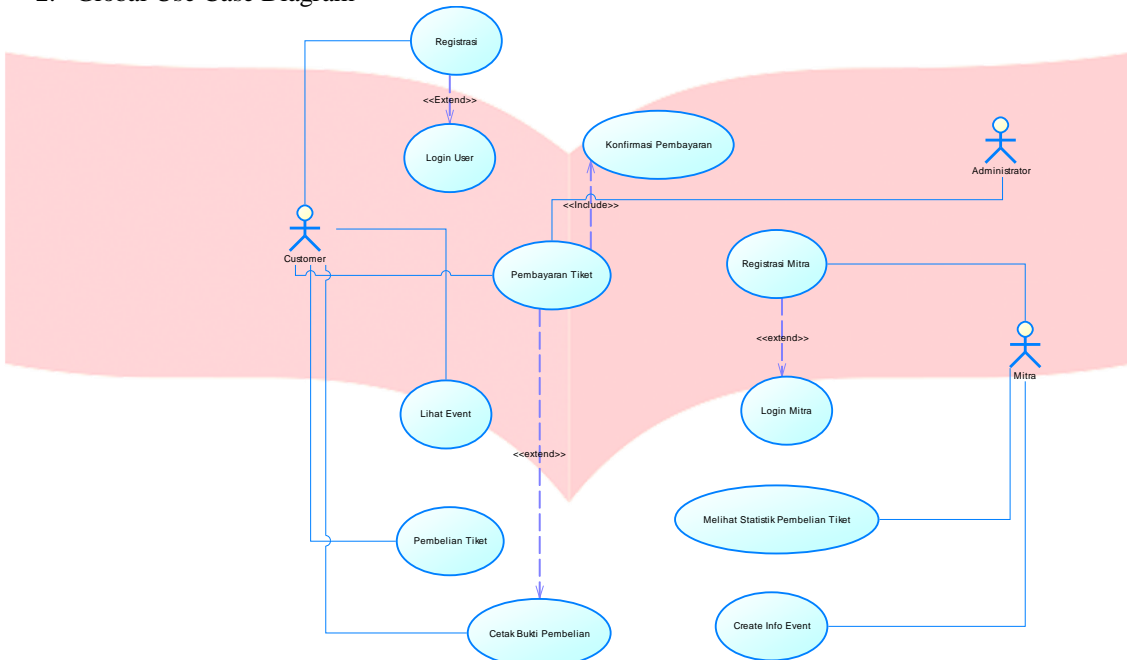 2. Global Use Case Diagram
Registrasi
<<Extend>>
Login User
Konfirmasi Pembayaran
Administrator
<<Include>>
Customer
Pembayaran Tiket
Registrasi Mitra
<<extend>>
Mitra
Lihat Event
Login Mitra
<<extend>>
Melihat Statistik Pembelian Tiket
Pembelian Tiket
Cetak Bukti Pembelian
Create Info Event